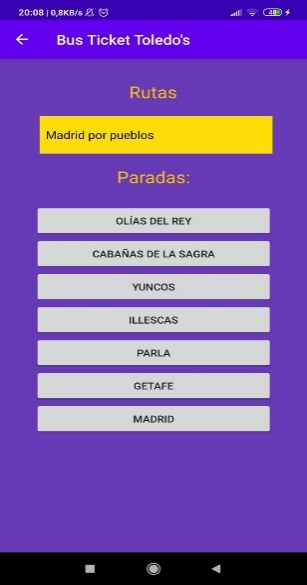 20:08 | 0,8KB/s
48
Bus Ticket Toledo's
Rutas
Madrid por pueblos
Paradas:
OLÍAS DEL REY
CABAÑAS DE LA SAGRA
YUNCOS
ILLESCAS
PARLA
GETAFE
MADRID